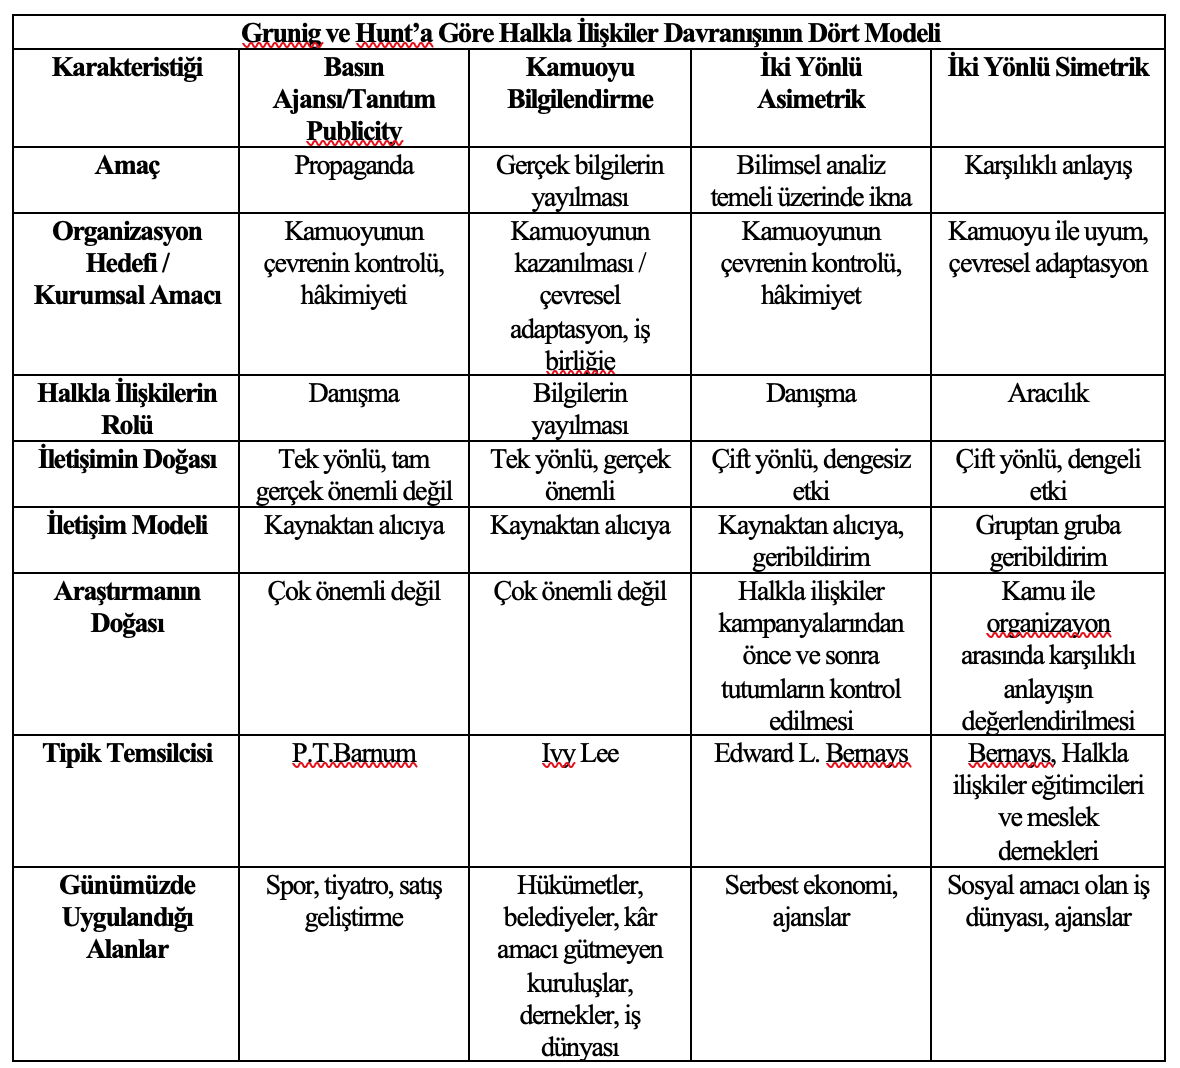 Grunig ve Hunt’a Göre Halkla İlişkiler Davranışının Dört Modeli
Karakteristiği
Basın
Ajansı/Tanıtım
Publicity
Kamuoyu
Bilgilendirme
İki Yönlü
Asimetrik
İki Yönlü Simetrik
Amaç
Propaganda
Gerçek bilgilerin
yayılması
Bilimsel analiz
temeli üzerinde ikna
Karşılıklı anlayış
Organizasyon
Hedefi /
Kurumsal Amacı
Kamuoyunun
çevrenin kontrolü,
hâkimiyeti
Kamuoyunun
kazanılması /
çevresel
adaptasyon, iş
birliğie
Kamuoyunun
çevrenin kontrolü,
hâkimiyet
Kamuoyu ile uyum,
çevresel adaptasyon
Halkla İlişkilerin
Rolü
Danışma
Bilgilerin
yayılması
Danışma
Aracılık
İletişimin Doğası
Tek yönlü, tam
gerçek önemli değil
Tek yönlü, gerçek
önemli
Çift yönlü, dengesiz
etki
Çift yönlü, dengeli
etki
İletişim Modeli
Kaynaktan alıcıya
Kaynaktan alıcıya
Kaynaktan alıcıya,
geribildirim
Gruptan gruba
geribildirim
Araştırmanın
Doğası
Çok önemli değil
Çok önemli değil
Halkla ilişkiler
kampanyalarından
önce ve sonra
tutumların kontrol
edilmesi
Kamu ile
organizayon
arasında karşılıklı
anlayışın
değerlendirilmesi
Tipik Temsilcisi
P.T.Barnum
Ivy Lee
Edward L. Bernays
Bernays, Halkla
ilişkiler eğitimcileri
ve meslek
dernekleri
Günümüzde
Uygulandığı
Alanlar
Spor, tiyatro, satış
geliştirme
Hükümetler,
belediyeler, kâr
amacı gütmeyen
kuruluşlar,
dernekler, iş
dünyası
Serbest ekonomi,
ajanslar
Sosyal amacı olan iş
dünyası, ajanslar